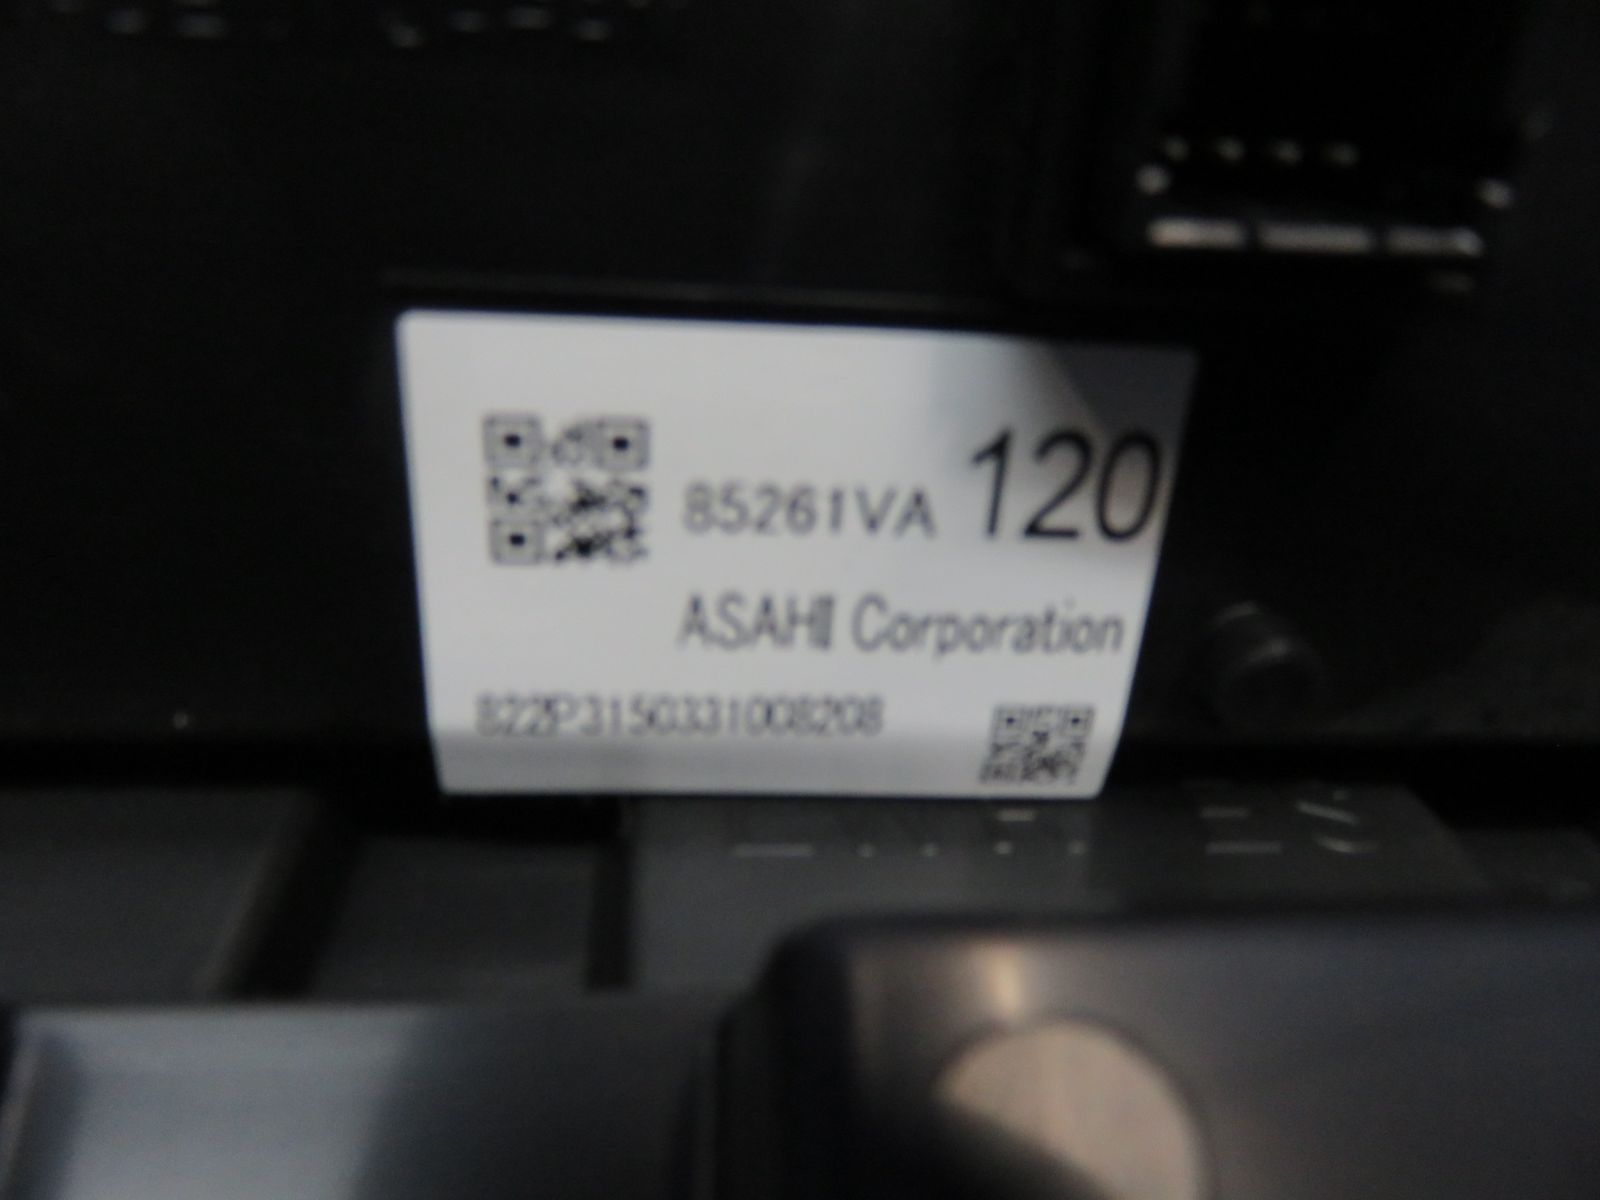 85261VA 120
ASAHI Corporation
822P3150331008208